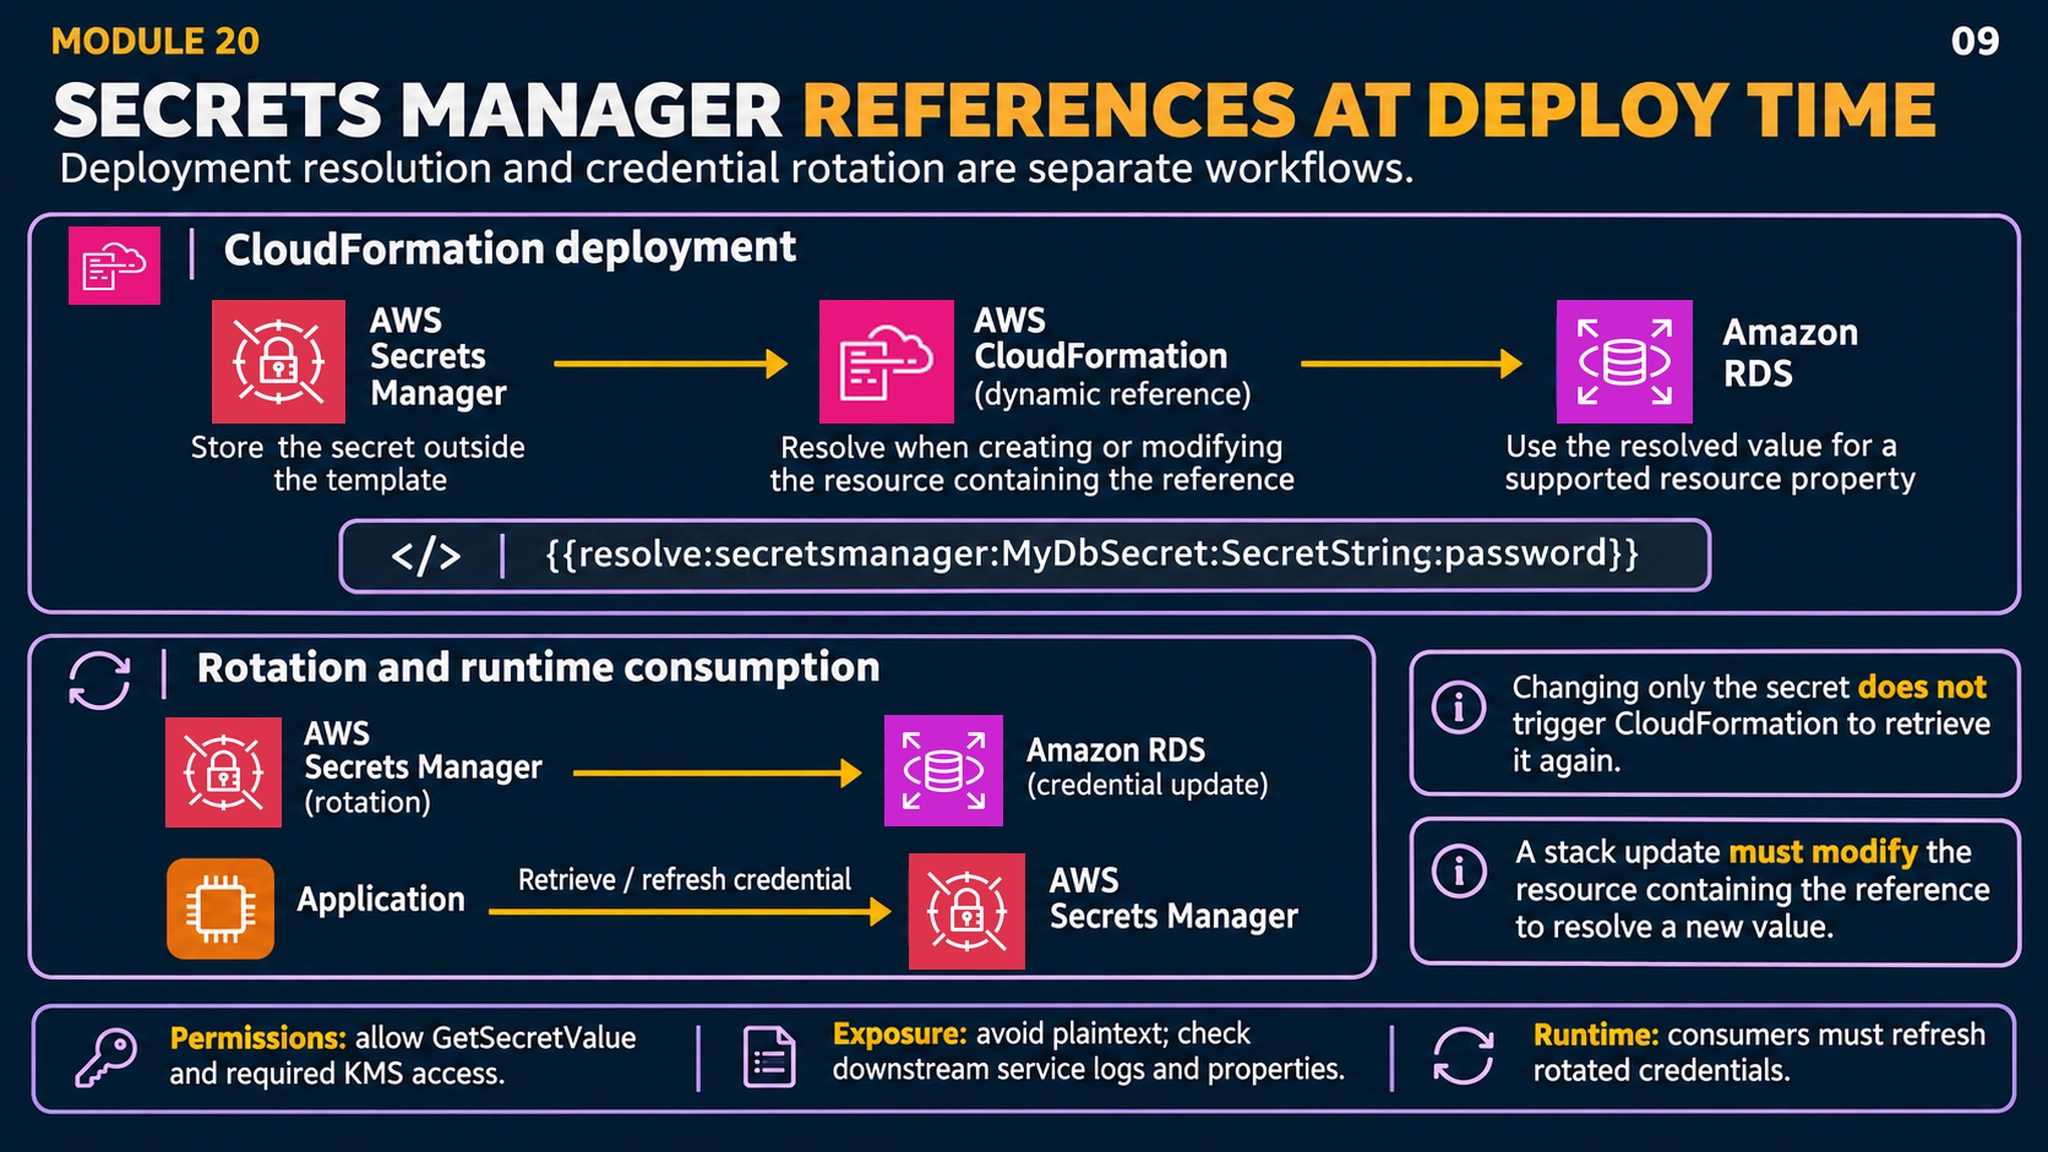 MODULE 20
09
SECRETS MANAGER REFERENCES AT DEPLOY TIME
Deployment resolution and credential rotation are separate workflows.
CloudFormation deployment
AWS
Secrets
Manager
Store the secret outside
the template
AWS
CloudFormation
(dynamic reference)
Resolve when creating or modifying
the resource containing the reference
Amazon
RDS
Use the resolved value for a
supported resource property
</> {{resolve:secretsmanager:MyDbSecret:SecretString:password}}
Rotation and runtime consumption
AWS
Secrets Manager
(rotation)
Amazon RDS
(credential update)
Application
Retrieve / refresh credential
AWS
Secrets Manager
Changing only the secret does not
trigger CloudFormation to retrieve
it again.
A stack update must modify the
resource containing the reference
to resolve a new value.
Permissions: allow GetSecretValue
and required KMS access.
Exposure: avoid plaintext; check
downstream service logs and properties.
Runtime: consumers must refresh
rotated credentials.